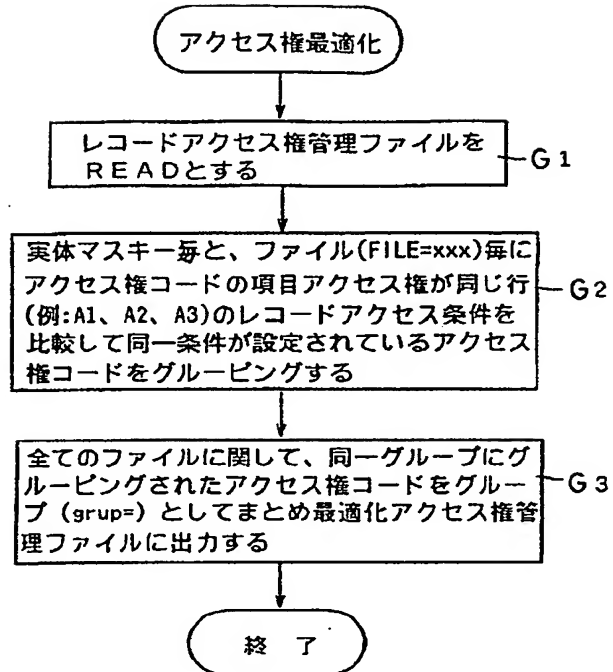 アクセス権最適化
レコードアクセス権管理ファイルを
READとする
G1
実体マスキー毎と、ファイル(FILE=xxx)毎に
アクセス権コードの項目アクセス権が同じ行
(例:A1、A2、A3)のレコードアクセス条件を
比較して同一条件が設定されているアクセス
権コードをグルーピングする
G2
全てのファイルに関して、同一グループにグ
ルーピングされたアクセス権コードをグルー
プ(grup=)としてまとめ最適化アクセス権管
理ファイルに出力する
G3
終 了